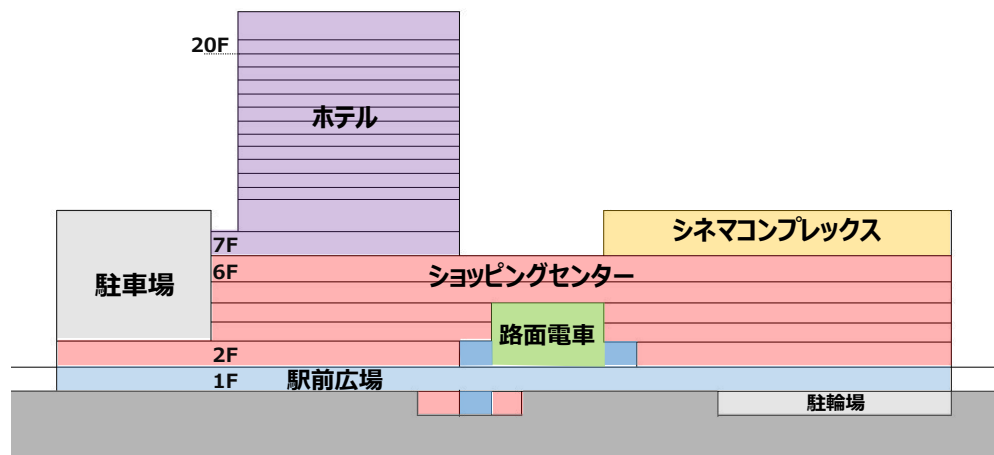 20F
ホテル
シネマコンプレックス
7F
6F
ショッピングセンター
駐車場
路面電車
2F
1F
駅前広場
駐輪場